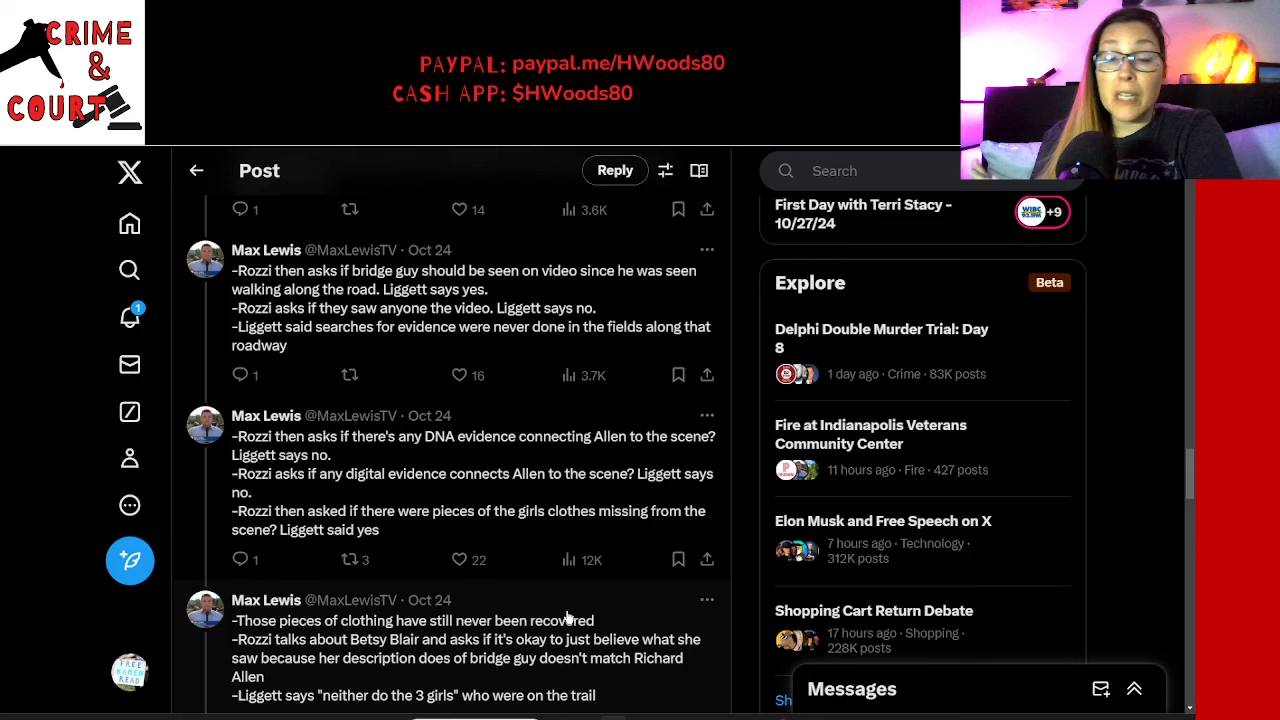 CRIME
&
COURT
PAYPAL: paypal.me/HWoods80
CASH APP: $HWoods80
Post
Reply
1
14
3.6K
Max Lewis @MaxLewisTV · Oct 24
-Rozzi then asks if bridge guy should be seen on video since he was seen
walking along the road. Liggett says yes.
-Rozzi asks if they saw anyone the video. Liggett says no.
-Liggett said searches for evidence were never done in the fields along that
roadway
1
16
3.7K
Max Lewis @MaxLewisTV · Oct 24
-Rozzi then asks if there's any DNA evidence connecting Allen to the scene?
Liggett says no.
-Rozzi asks if any digital evidence connects Allen to the scene? Liggett says
no.
-Rozzi then asked if there were pieces of the girls clothes missing from the
scene? Liggett said yes
1
3
22
12K
Max Lewis @MaxLewisTV · Oct 24
-Those pieces of clothing have still never been recovered
-Rozzi talks about Betsy Blair and asks if it's okay to just believe what she
saw because her description does of bridge guy doesn't match Richard
Allen
-Liggett says "neither do the 3 girls" who were on the trail
1
FREE
KAREN
READ
Search
First Day with Terri Stacy -
10/27/24
WIBC
93.1FM
+9
Explore
Beta
Delphi Double Murder Trial: Day
8
1 day ago · Crime · 83K posts
Fire at Indianapolis Veterans
Community Center
11 hours ago · Fire · 427 posts
Elon Musk and Free Speech on X
7 hours ago · Technology ·
312K posts
Shopping Cart Return Debate
17 hours ago · Shopping ·
228K posts
Sh
Messages